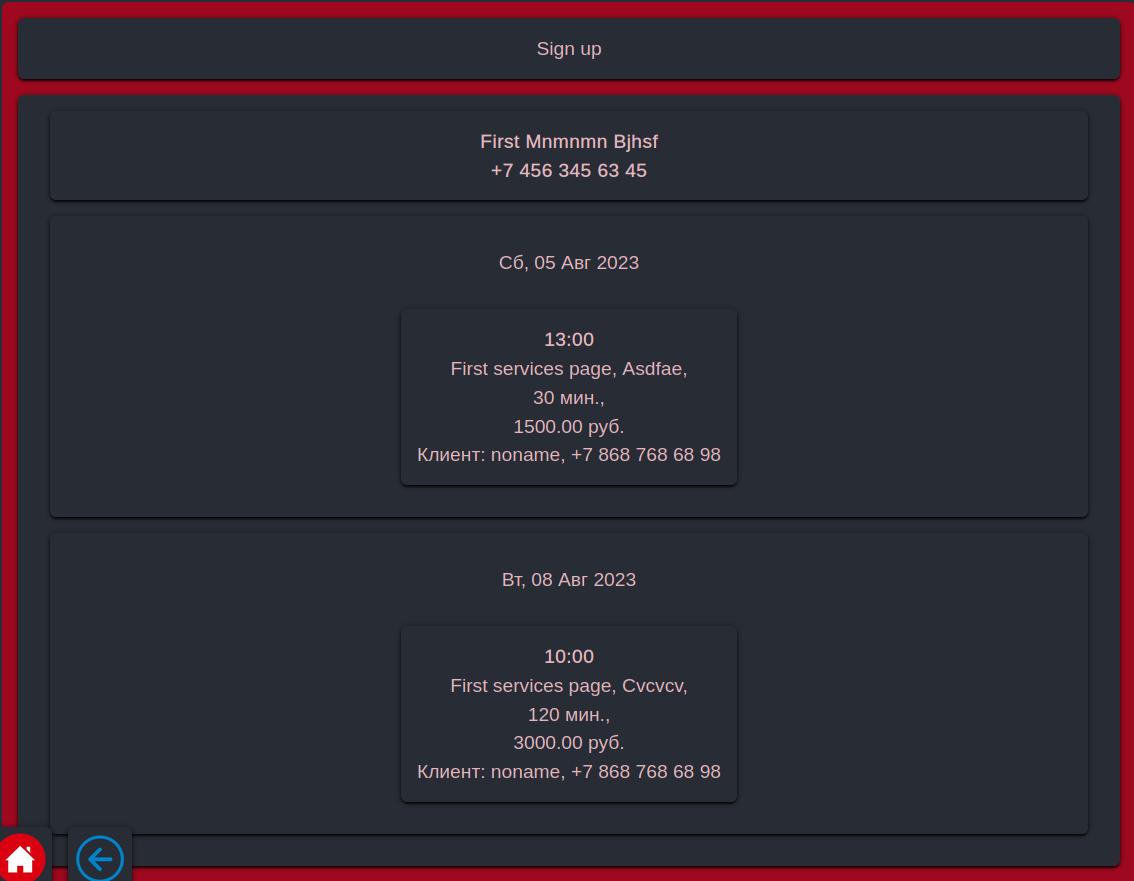 Sign up
First Mnmnmn Bjhsf
+7 456 345 63 45
Сб, 05 Авг 2023
13:00
First services page, Asdfae,
30 мин.,
1500.00 руб.
Клиент: noname, +7 868 768 68 98
Вт, 08 Авг 2023
10:00
First services page, Cvcvcv,
120 мин.,
3000.00 руб.
Клиент: noname, +7 868 768 68 98